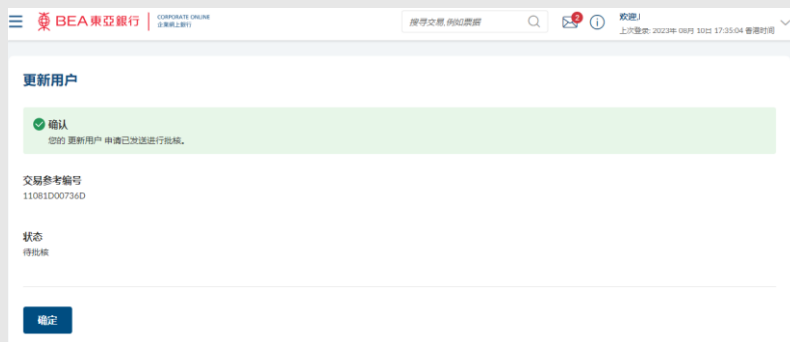 BEA東亞銀行
CORPORATE ONLINE
企業網上銀行
搜寻交易,例如票据
2
欢迎,!
上次登录: 2023年 08月 10日 17:35:04 香港时间
更新用户
确认
您的 更新用户 申请已发送进行批核。
交易参考编号
11081D00736D
状态
待批核
确定